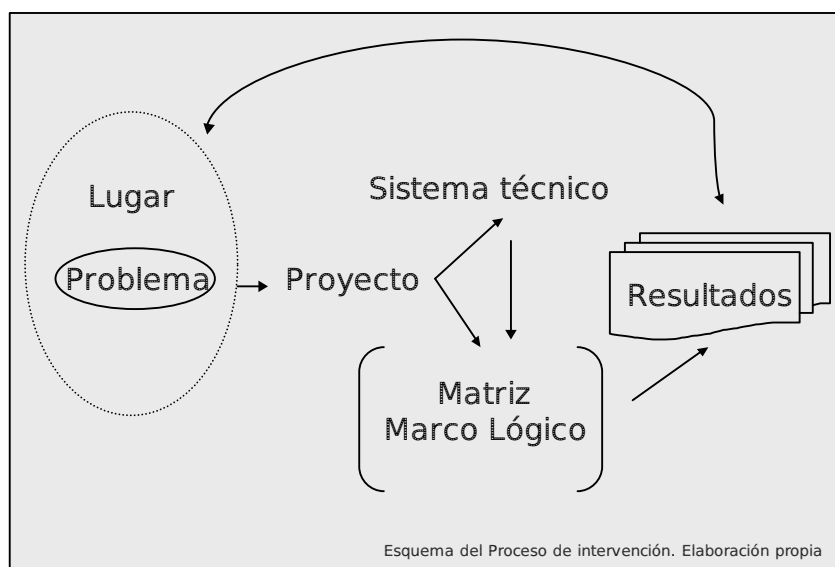 Lugar
Problema
Proyecto
Sistema técnico
Matriz
Marco Lógico
Resultados
Esquema del Proceso de intervención. Elaboración propia